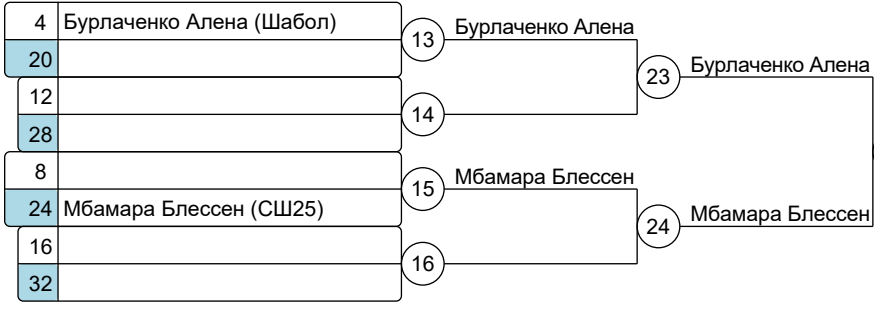 4 Бурлаченко Алена (Шабол)
13 Бурлаченко Алена
20
23 Бурлаченко Алена
12
14
28
8
15 Мбамара Блессен
24 Мбамара Блессен (СШ25)
24 Мбамара Блессен
16
16
32